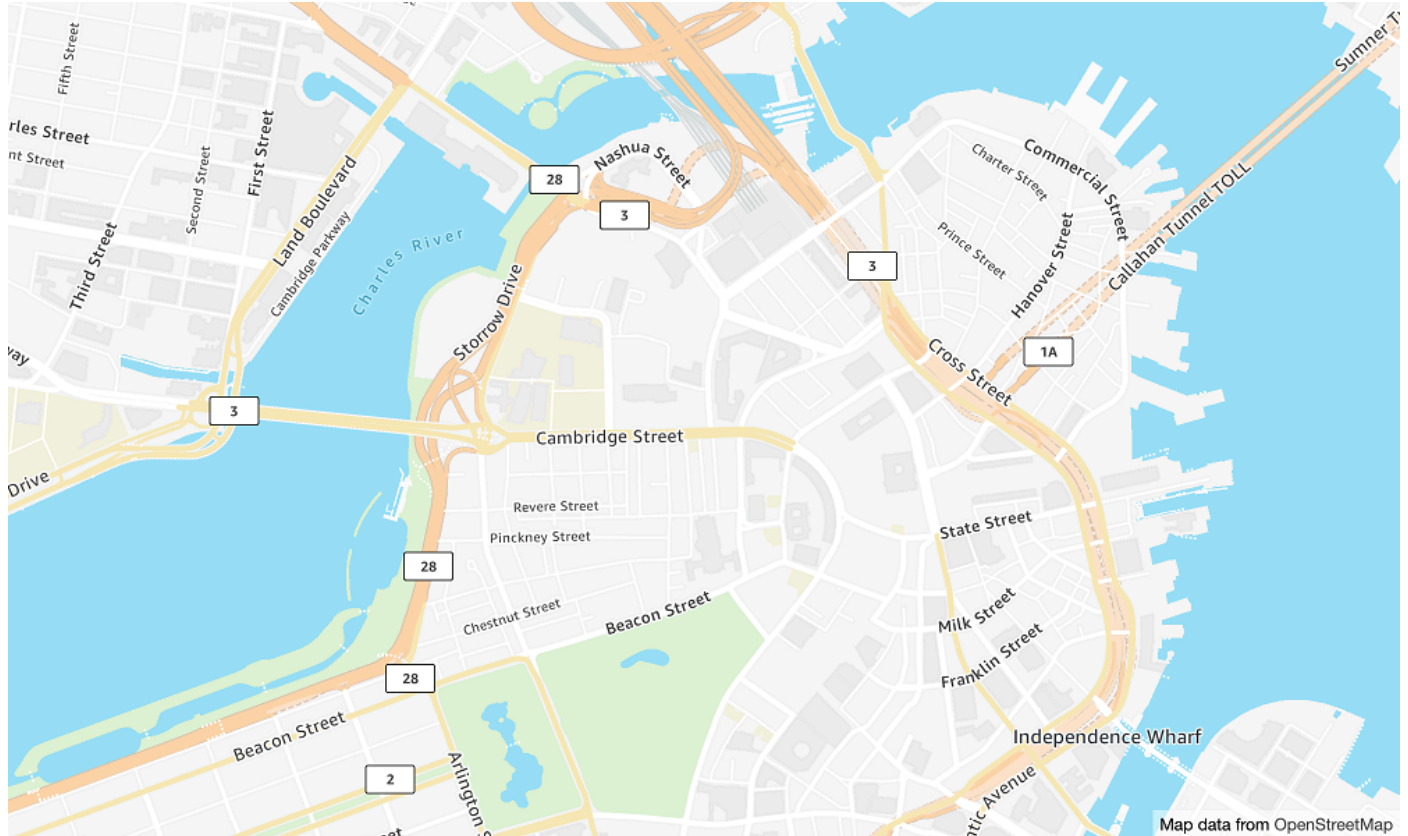 Fifth Street
rles Street
nt Street
Second Street
First Street
Third Street
Land Boulevard
Cambridge Parkway
Charles River
way
3
Drive
28
Nashua Street
3
3
Storrow Drive
Commercial Street
Charter Street
Prince Street
Hanover Street
Callahan Tunnel TOLL
Sumner T
1A
Cross Street
Cambridge Street
Revere Street
Pinckney Street
28
Chestnut Street
Beacon Street
State Street
Milk Street
Franklin Street
28
Beacon Street
2
Arlington S
Independence Wharf
ntic Avenue
Map data from OpenStreetMap